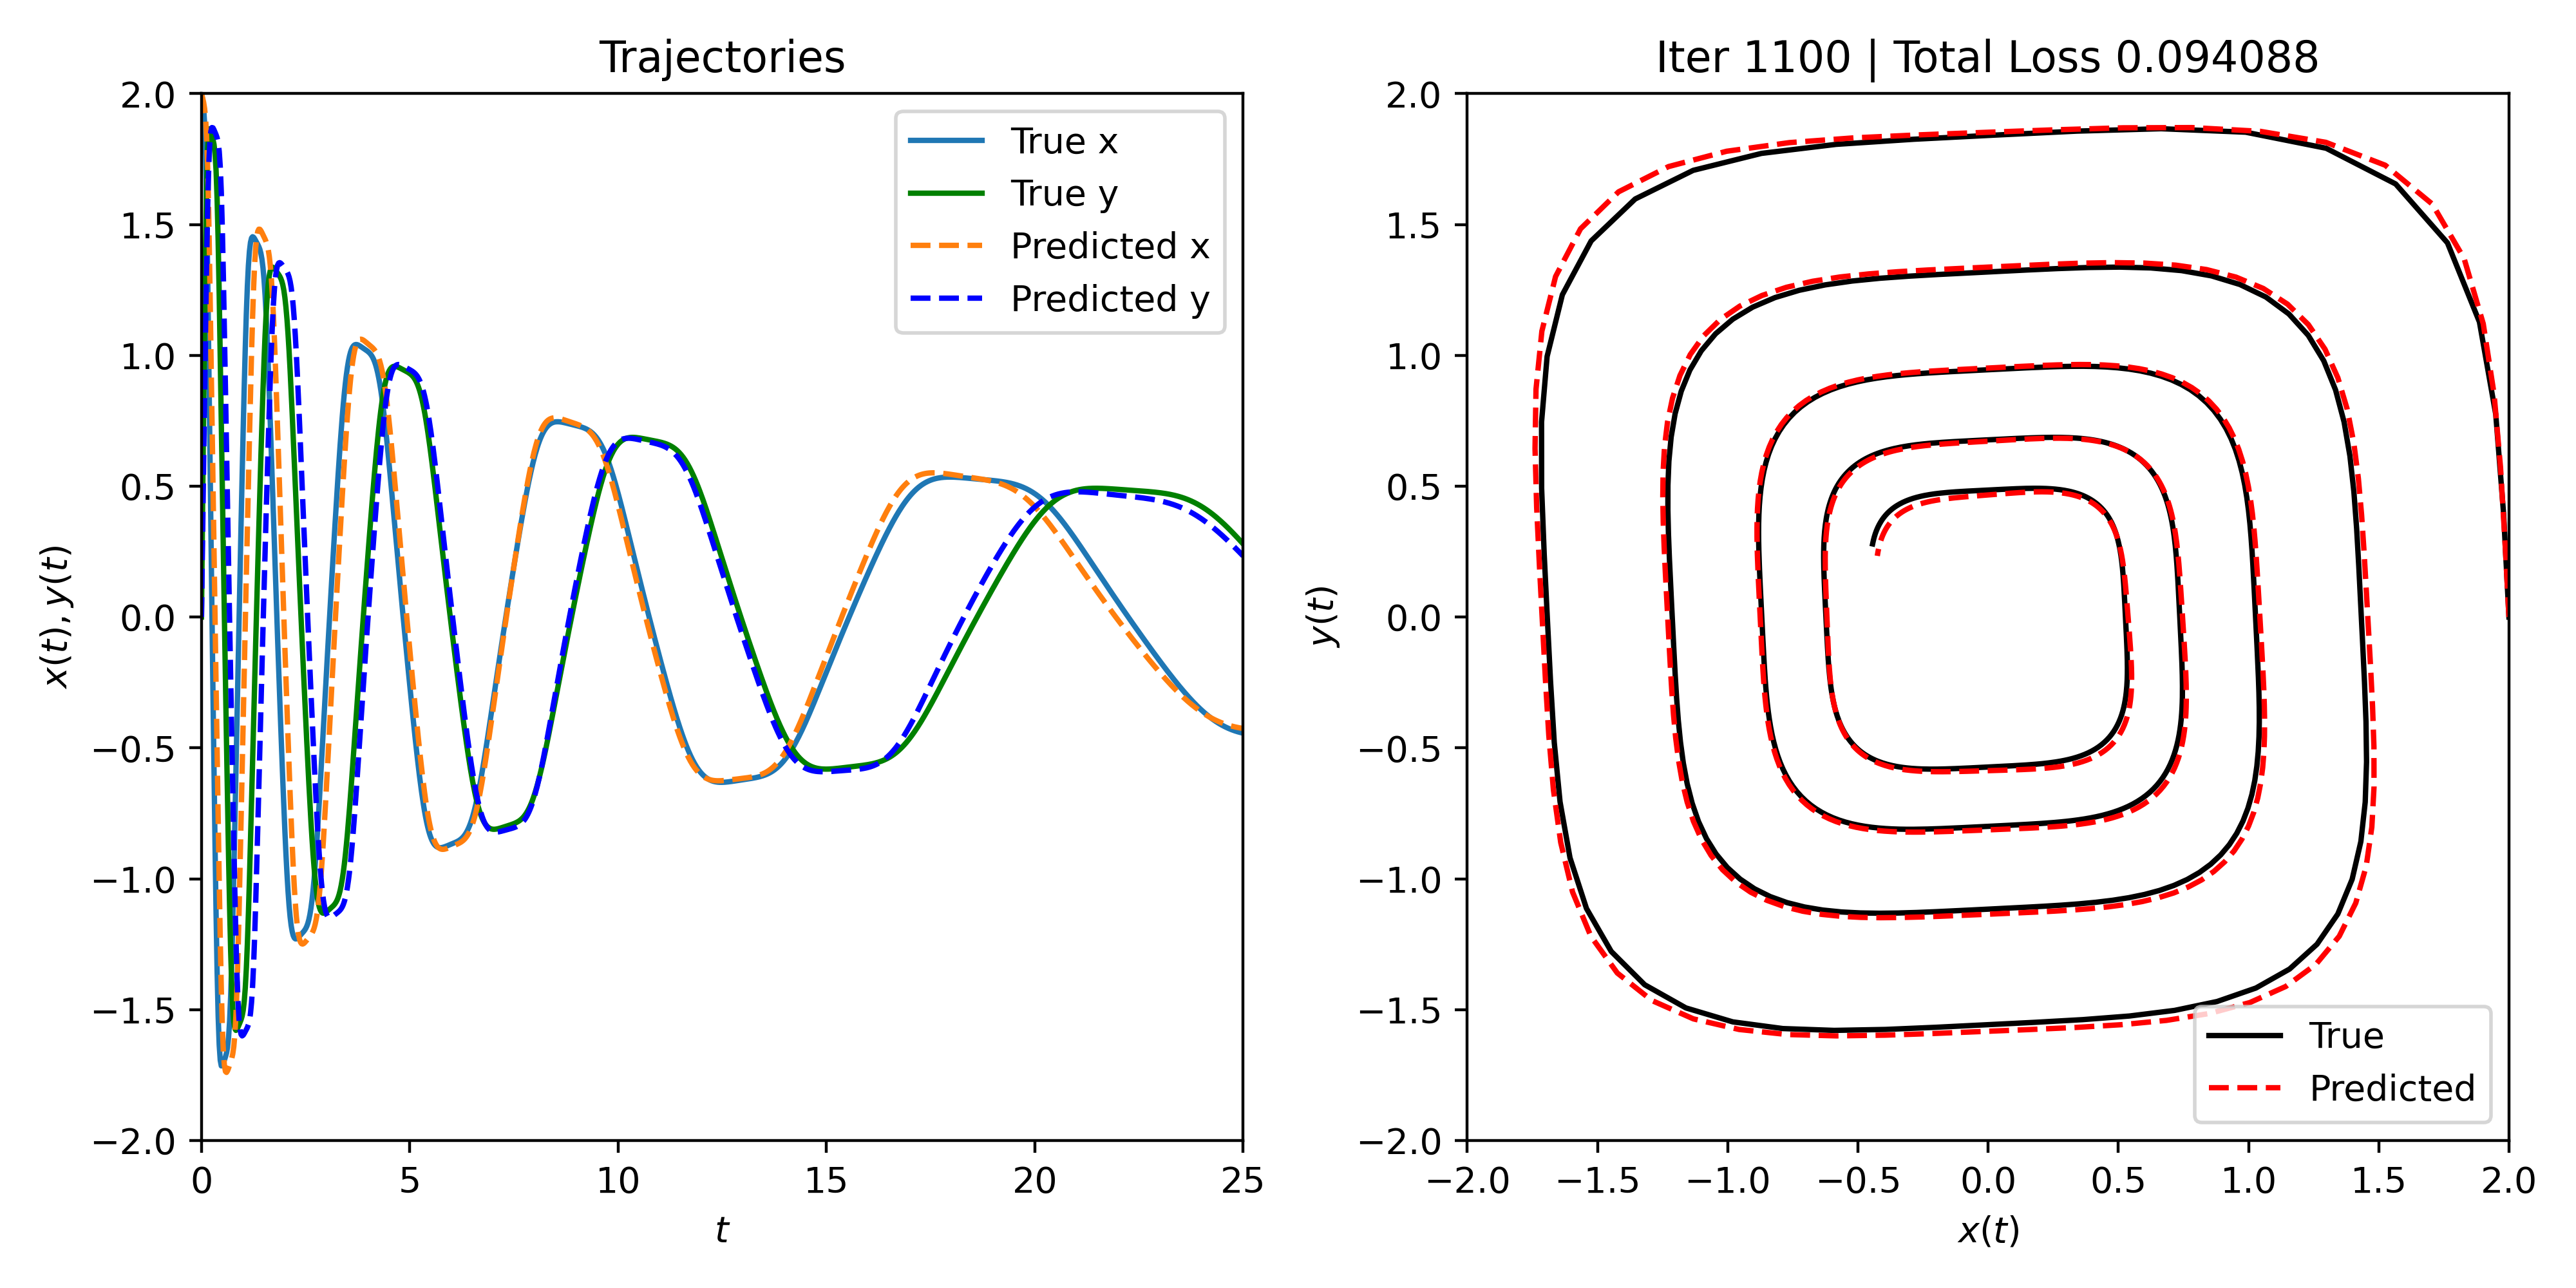 Trajectories
2.0
1.5
1.0
0.5
0.0
−0.5
−1.0
−1.5
−2.0
x(t), y(t)
0 5 10 15 20 25
t
True x
True y
Predicted x
Predicted y
Iter 1100 | Total Loss 0.094088
2.0
1.5
1.0
0.5
0.0
−0.5
−1.0
−1.5
−2.0
y(t)
−2.0 −1.5 −1.0 −0.5 0.0 0.5 1.0 1.5 2.0
x(t)
True
Predicted